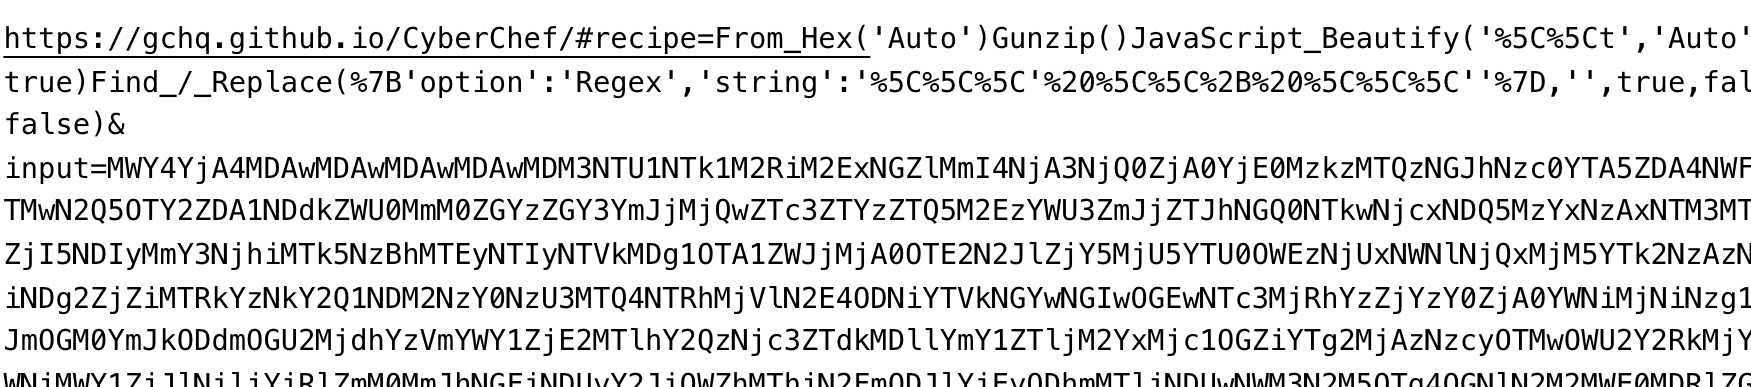 https://gchq.github.io/CyberChef/#recipe=From_Hex('Auto')Gunzip()JavaScript_Beautify('%5C%5Ct','Auto'
true)Find_/_Replace(%7B'option':'Regex','string':'%5C%5C%5C'%20%5C%5C%2B%20%5C%5C%5C''%7D,'',true,fal
false)&
input=MWY4YjA4MDAwMDAwMDAwMDAwMDM3NTU1NTk1M2RiM2ExNGZlMmI4NjA3NjQ0ZjA0YjE0MzkzMTQzNGJhNzc0YTA5ZDA4NWF
TMwN2Q5OTY2ZDA1NDdkZWU0MmM0ZGYzZGY3YmJjMjQwZTc3ZTYzZTQ5M2EzYWU3ZmJjZTJhNGQ0NTkwNjcxNDQ5MzYxNzAxNTM3MT
ZjI5NDIyMmY3NjhiMTk5NzBhMTEyNTIyNTVkMDg1OTA1ZWJjMjA0OTE2N2JlZjY5MjU5YTU0OWEzNjUxNWNlNjQxMjM5YTk2NzAzN
iNDg2ZjZiMTRkYzNkY2Q1NDM2NzY0NzU3MTQ4NTRhMjVlN2E4ODNiYTVkNGYwNGIwOGEwNTc3MjRhYzZjYzY0ZjA0YWNiMjNiNzg1
JmOGM0YmJkODdmOGU2MjdhYzVmYWY1ZjE2MTlhY2QzNjc3ZTdkMDllYmY1ZTljM2YxMjc1OGZiYTg2MjAzNzcyOTMwOWU2Y2RkMjY